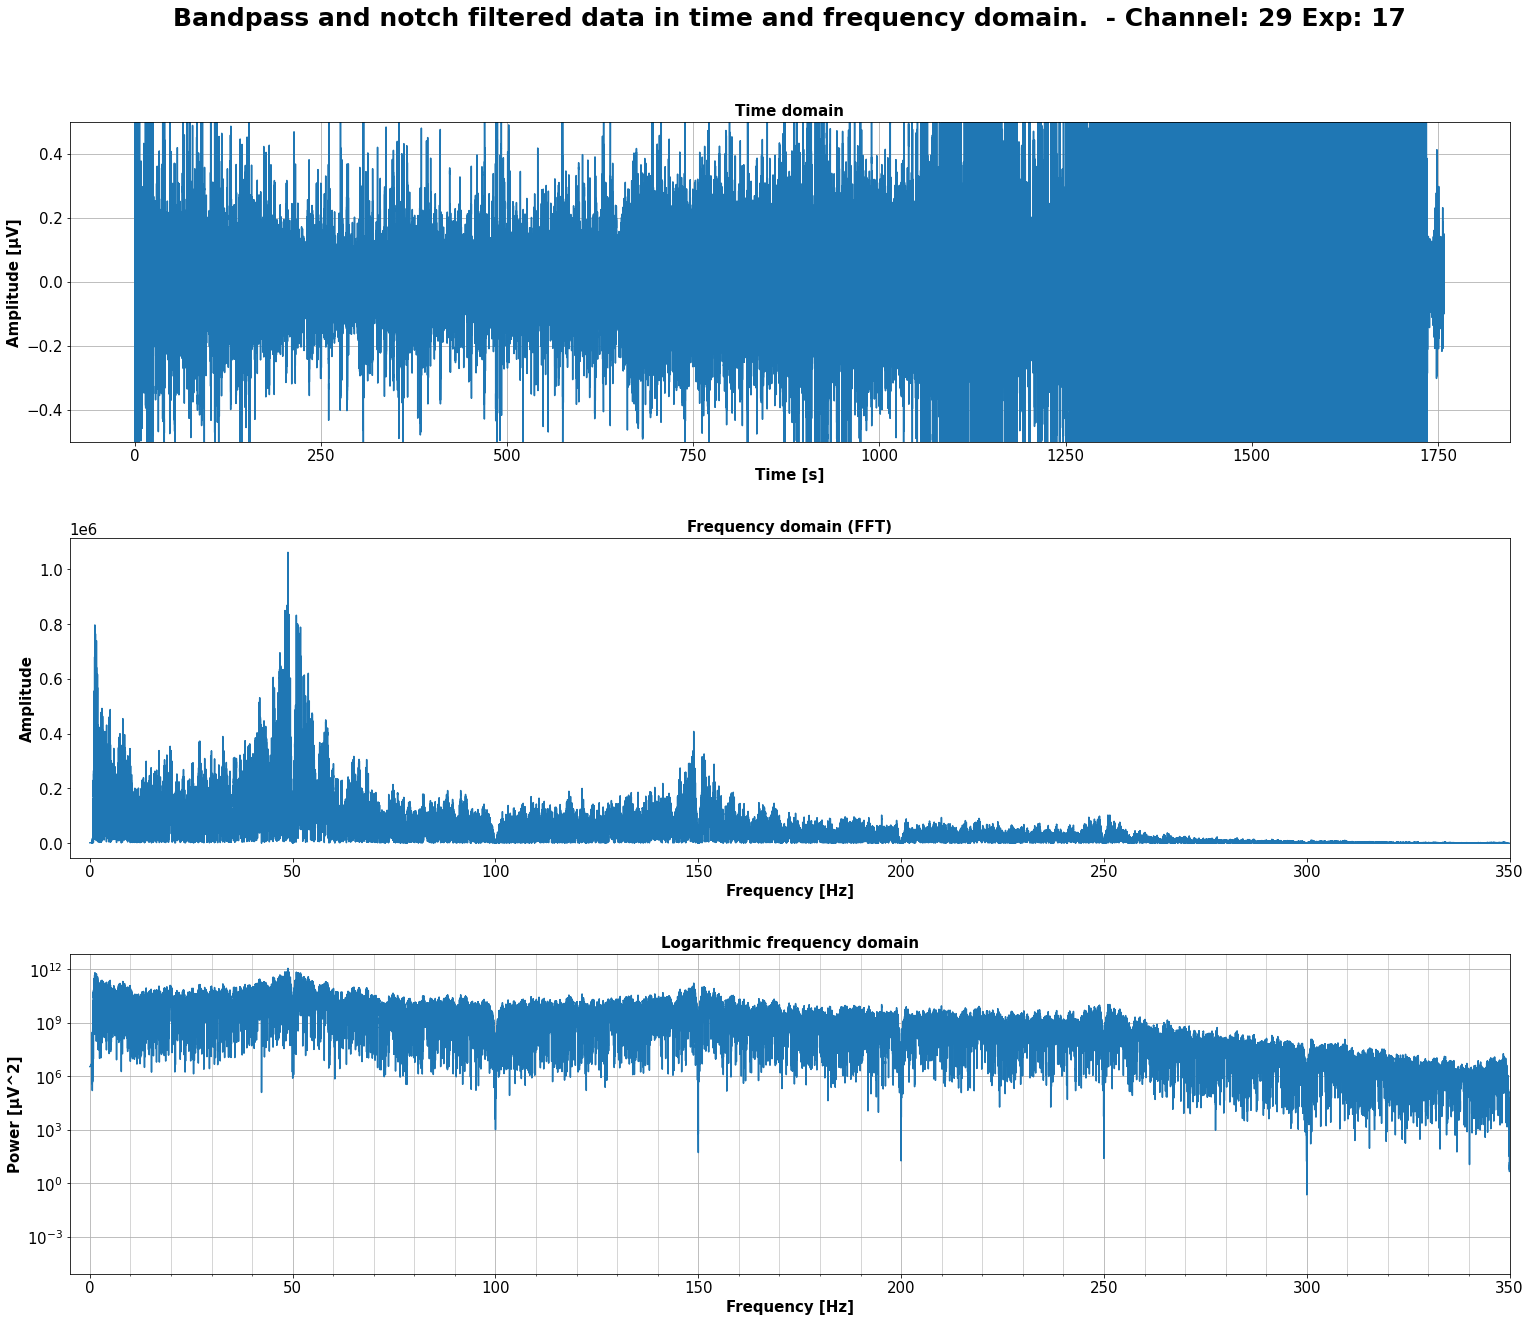 Bandpass and notch filtered data in time and frequency domain.  - Channel: 29 Exp: 17
Time domain
Amplitude [µV]
0.4
0.2
0.0
−0.2
−0.4
0 250 500 750 1000 1250 1500 1750
Time [s]
Frequency domain (FFT)
1e6
Amplitude
1.0
0.8
0.6
0.4
0.2
0.0
0 50 100 150 200 250 300 350
Frequency [Hz]
Logarithmic frequency domain
Power [µV^2]
10^12
10^9
10^6
10^3
10^0
10^−3
0 50 100 150 200 250 300 350
Frequency [Hz]